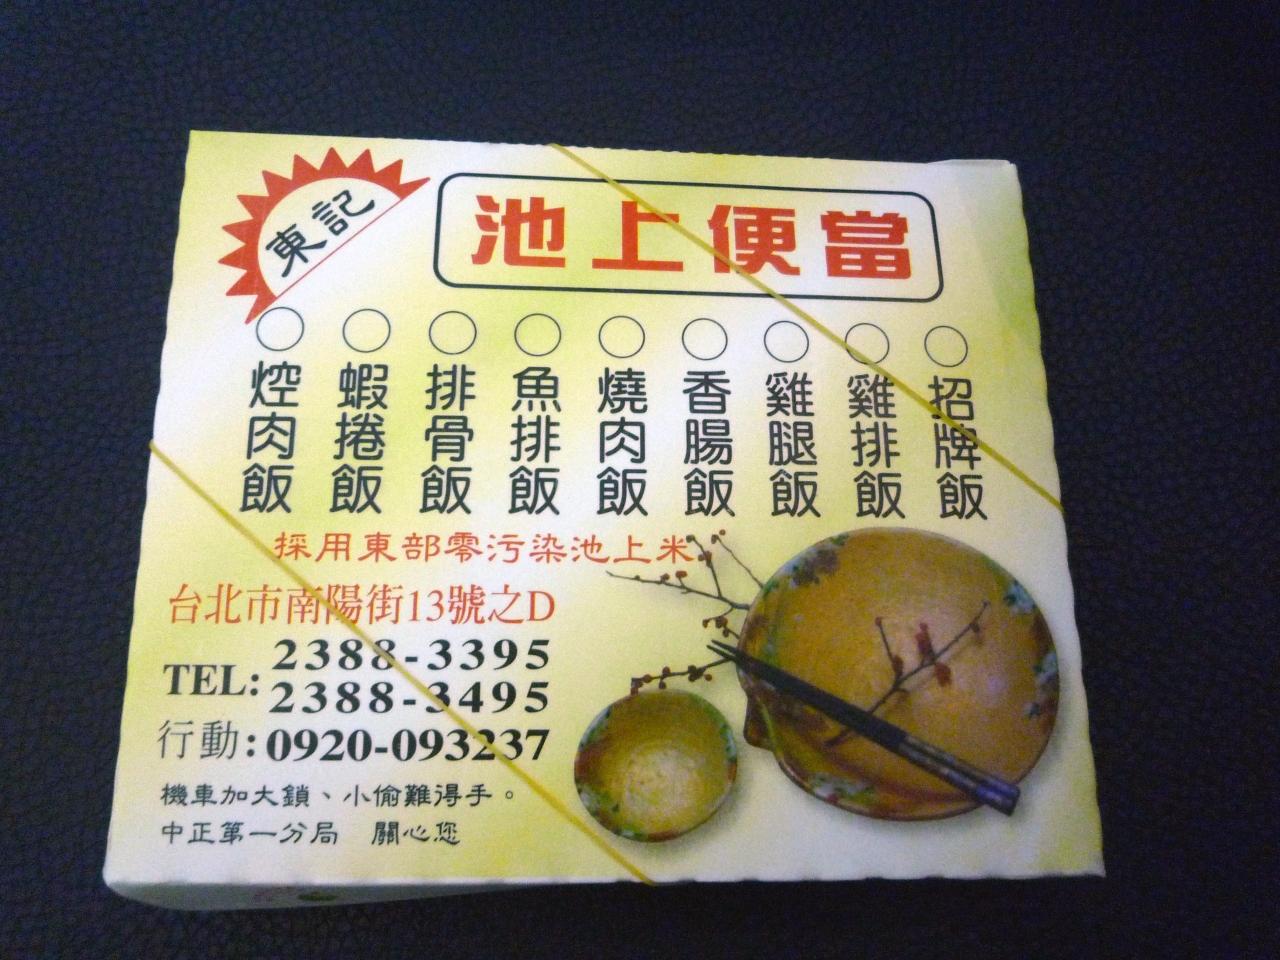 東記
池上便當
焢肉飯
蝦捲飯
排骨飯
魚排飯
燒肉飯
香腸飯
雞腿飯
雞排飯
招牌飯
採用東部零污染池上米
台北市南陽街13號之D
TEL: 2388-3395
2388-3495
行動: 0920-093237
機車加大鎖、小偷難得手。
中正第一分局 關心您